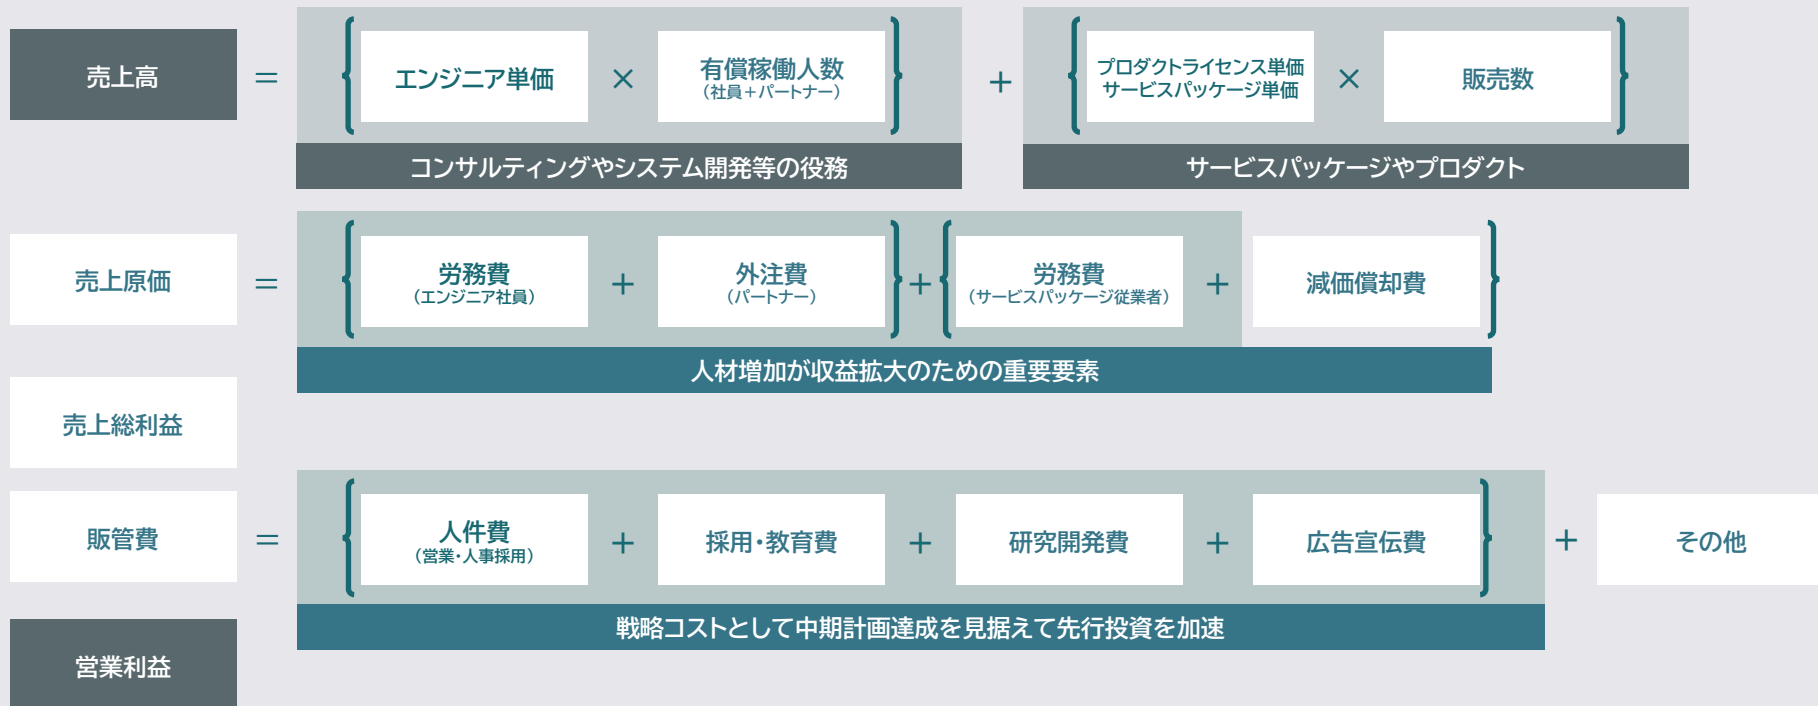 売上高
=
{
エンジニア単価
×
有償稼働人数
(社員+パートナー)
}
+
{
プロダクトライセンス単価
サービスパッケージ単価
×
販売数
}
コンサルティングやシステム開発等の役務
サービスパッケージやプロダクト
売上原価
=
{
労務費
(エンジニア社員)
+
外注費
(パートナー)
}
+
{
労務費
(サービスパッケージ従業者)
+
減価償却費
}
人材増加が収益拡大のための重要要素
売上総利益
販管費
=
{
人件費
(営業・人事採用)
+
採用・教育費
+
研究開発費
+
広告宣伝費
}
+
その他
戦略コストとして中期計画達成を見据えて先行投資を加速
営業利益